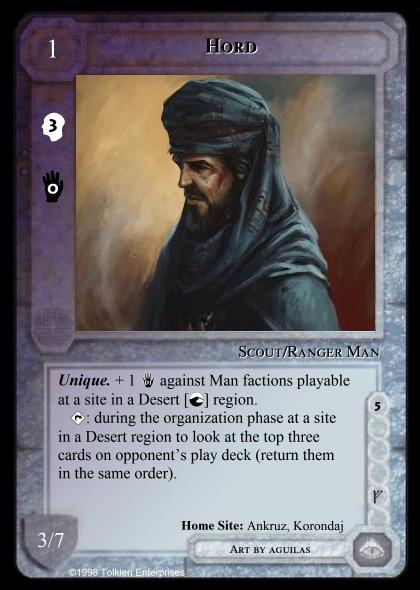 1
Hord
3
0
Scout/Ranger Man
Unique. + 1 against Man factions playable
at a site in a Desert [ ] region.
: during the organization phase at a site
in a Desert region to look at the top three
cards on opponent's play deck (return them
in the same order).
5
Home Site: Ankruz, Korondaj
3/7
Art by aguilas
©1998 Tolkien Enterprises